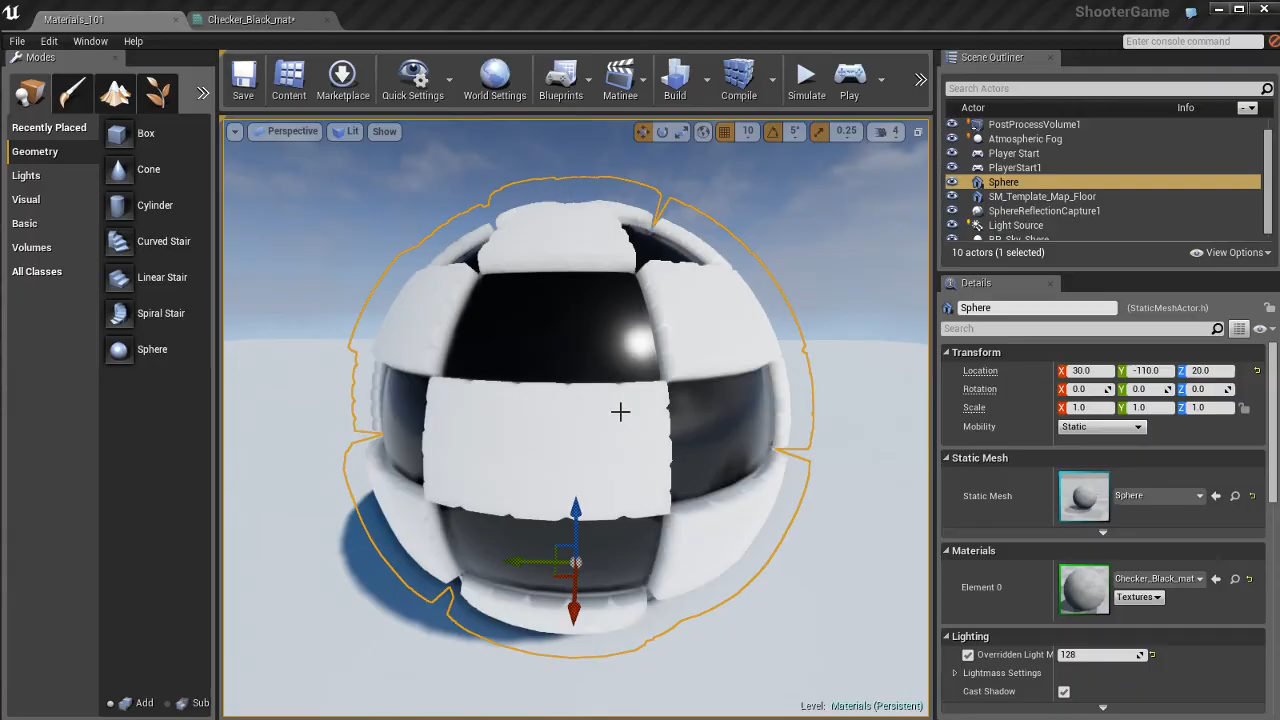 Materials_101
Checker_Black_mat*
ShooterGame
File Edit Window Help
Enter console command
Modes
Recently Placed
Geometry
Lights
Visual
Basic
Volumes
All Classes
Box
Cone
Cylinder
Curved Stair
Linear Stair
Spiral Stair
Sphere
Add Sub
Save Content Marketplace Quick Settings World Settings Blueprints Matinee Build Compile Simulate Play
Perspective Lit Show 10 5° 0.25 4
Level: Materials (Persistent)
Scene Outliner
Search Actors
Actor Info
PostProcessVolume1
Atmospheric Fog
Player Start
PlayerStart1
Sphere
SM_Template_Map_Floor
SphereReflectionCapture1
Light Source
BP_Sky_Sphere
10 actors (1 selected) View Options
Details
Sphere (StaticMeshActor.h)
Search
Transform
Location X 30.0 Y -110.0 Z 20.0
Rotation X 0.0 Y 0.0 Z 0.0
Scale X 1.0 Y 1.0 Z 1.0
Mobility Static
Static Mesh
Static Mesh Sphere
Materials
Element 0 Checker_Black_mat
Textures
Lighting
Overridden Light M 128
Lightmass Settings
Cast Shadow